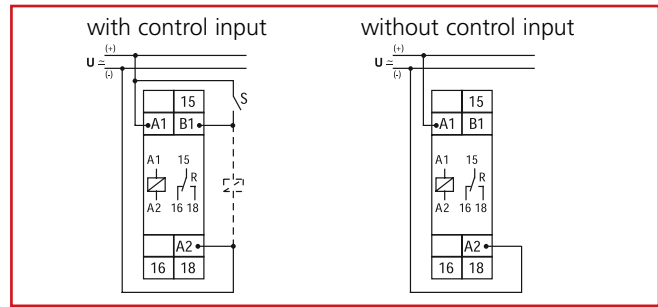 with control input
without control input
(+)
U ≃
(-)
S
15
A1 B1
A1 15
R
A2 16 18
A2
16 18
(+)
U ≃
(-)
15
A1 B1
A1 15
R
A2 16 18
A2
16 18